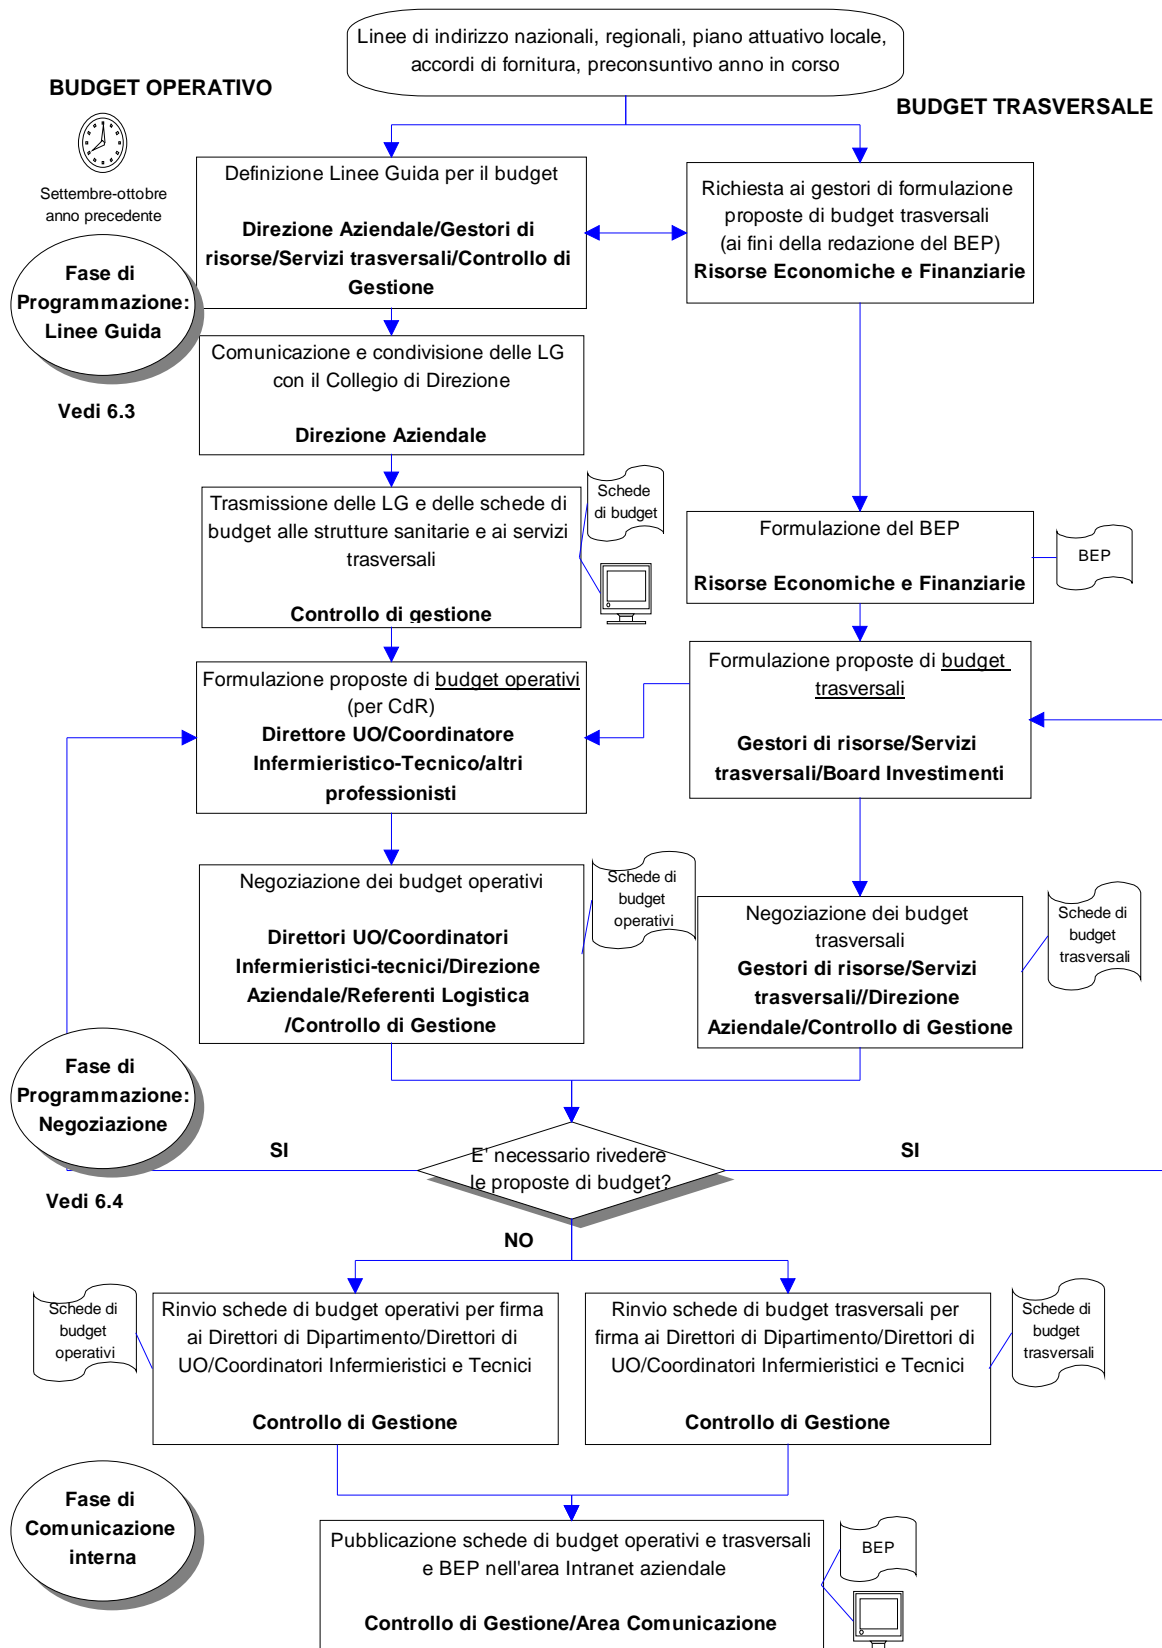 Linee di indirizzo nazionali, regionali, piano attuativo locale,
accordi di fornitura, preconsuntivo anno in corso
BUDGET OPERATIVO
BUDGET TRASVERSALE
Settembre-ottobre
anno precedente
Fase di
Programmazione:
Linee Guida
Vedi 6.3
Definizione Linee Guida per il budget
Direzione Aziendale/Gestori di
risorse/Servizi trasversali/Controllo di
Gestione
Richiesta ai gestori di formulazione
proposte di budget trasversali
(ai fini della redazione del BEP)
Risorse Economiche e Finanziarie
Comunicazione e condivisione delle LG
con il Collegio di Direzione
Direzione Aziendale
Trasmissione delle LG e delle schede di
budget alle strutture sanitarie e ai servizi
trasversali
Controllo di gestione
Schede
di budget
Formulazione del BEP
Risorse Economiche e Finanziarie
BEP
Formulazione proposte di budget operativi
(per CdR)
Direttore UO/Coordinatore
Infermieristico-Tecnico/altri
professionisti
Formulazione proposte di budget
trasversali
Gestori di risorse/Servizi
trasversali/Board Investimenti
Negoziazione dei budget operativi
Direttori UO/Coordinatori
Infermieristici-tecnici/Direzione
Aziendale/Referenti Logistica
/Controllo di Gestione
Schede di
budget
operativi
Negoziazione dei budget
trasversali
Gestori di risorse/Servizi
trasversali//Direzione
Aziendale/Controllo di Gestione
Schede di
budget
trasversali
Fase di
Programmazione:
Negoziazione
Vedi 6.4
SI
E' necessario rivedere
le proposte di budget?
SI
NO
Schede di
budget
operativi
Rinvio schede di budget operativi per firma
ai Direttori di Dipartimento/Direttori di
UO/Coordinatori Infermieristici e Tecnici
Controllo di Gestione
Rinvio schede di budget trasversali per
firma ai Direttori di Dipartimento/Direttori di
UO/Coordinatori Infermieristici e Tecnici
Controllo di Gestione
Schede di
budget
trasversali
Fase di
Comunicazione
interna
Pubblicazione schede di budget operativi e trasversali
e BEP nell'area Intranet aziendale
Controllo di Gestione/Area Comunicazione
BEP